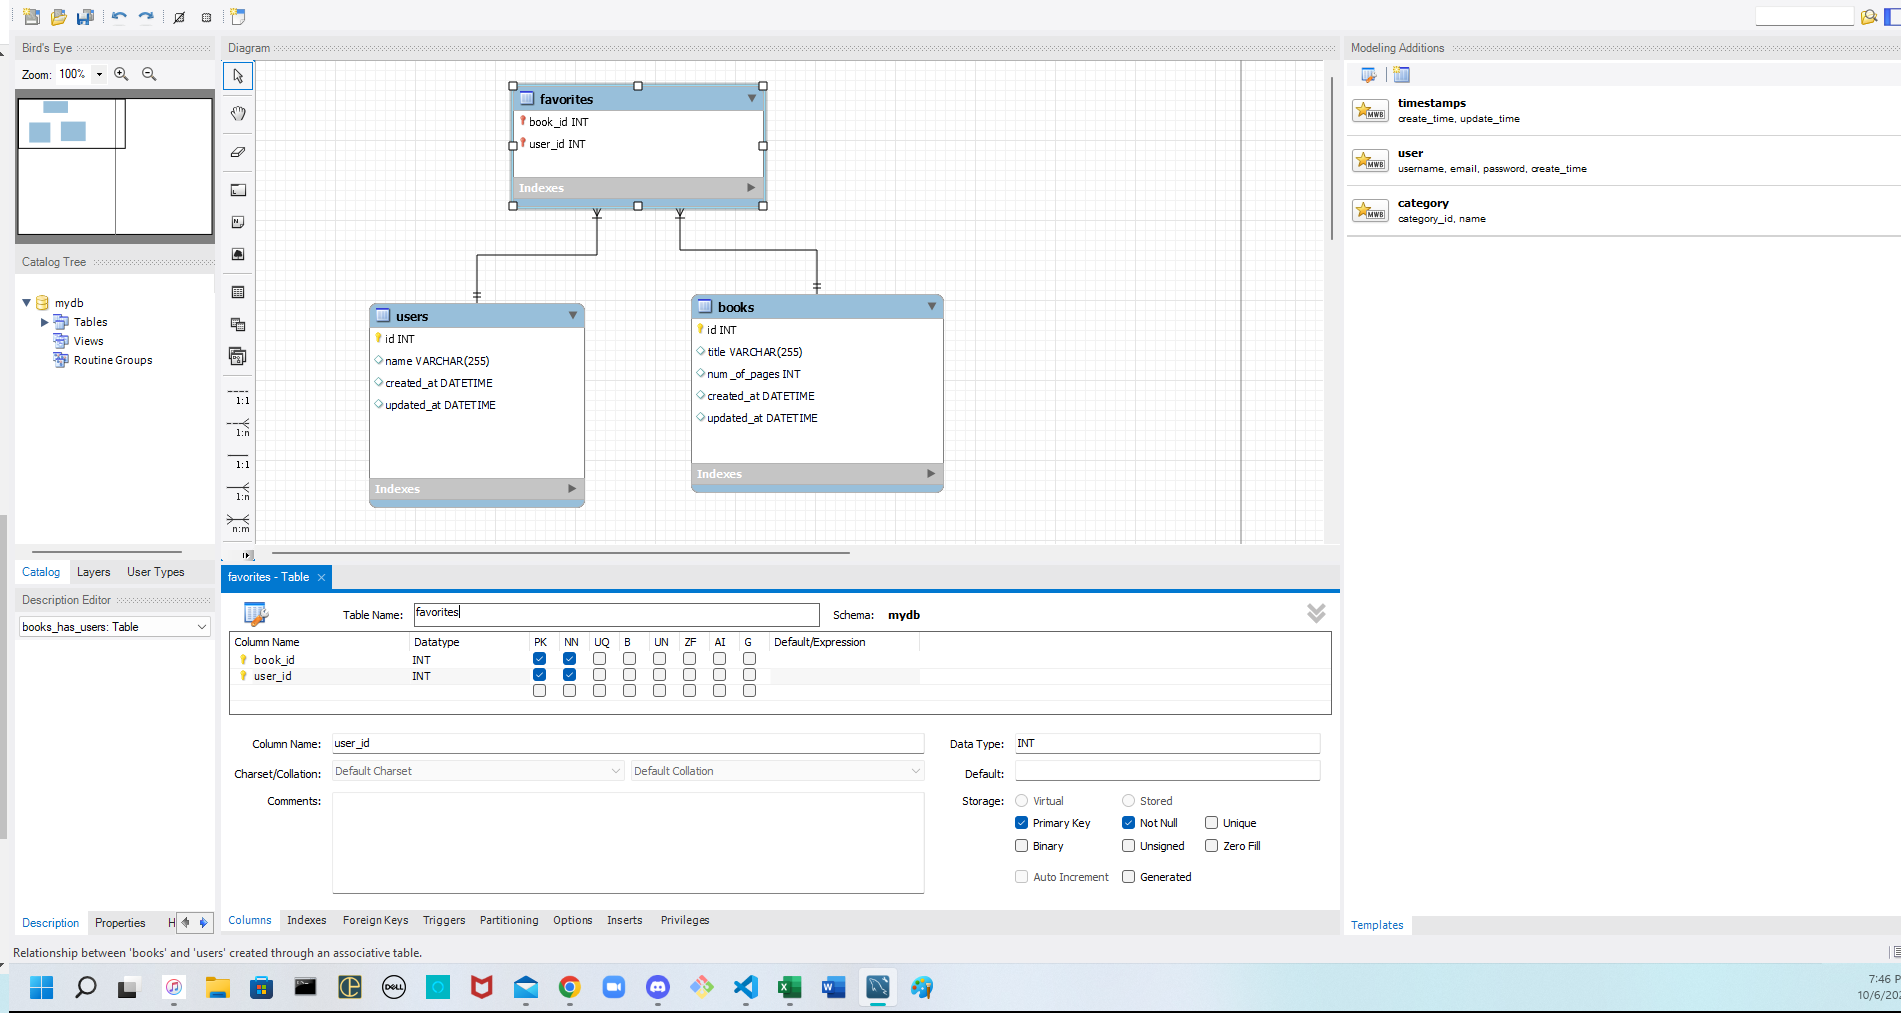 Bird's Eye
Zoom: 100%
Catalog Tree
mydb
Tables
Views
Routine Groups
Catalog
Layers
User Types
Description Editor
books_has_users: Table
Description
Properties
H
Diagram
1:1
1:n
1:1
1:n
n:m
favorites
book_id INT
user_id INT
Indexes
users
id INT
name VARCHAR(255)
created_at DATETIME
updated_at DATETIME
Indexes
books
id INT
title VARCHAR(255)
num_of_pages INT
created_at DATETIME
updated_at DATETIME
Indexes
favorites - Table
Table Name: favorites Schema: mydb
Column Name Datatype PK NN UQ B UN ZF AI G Default/Expression
book_id INT
user_id INT
Column Name: user_id
Data Type: INT
Charset/Collation: Default Charset Default Collation
Default:
Comments:
Storage: Virtual Stored
Primary Key Not Null Unique
Binary Unsigned Zero Fill
Auto Increment Generated
Columns Indexes Foreign Keys Triggers Partitioning Options Inserts Privileges
Modeling Additions
MWB
timestamps
create_time, update_time
MWB
user
username, email, password, create_time
MWB
category
category_id, name
Templates
Relationship between 'books' and 'users' created through an associative table.
DELL
7:46 P
10/6/202